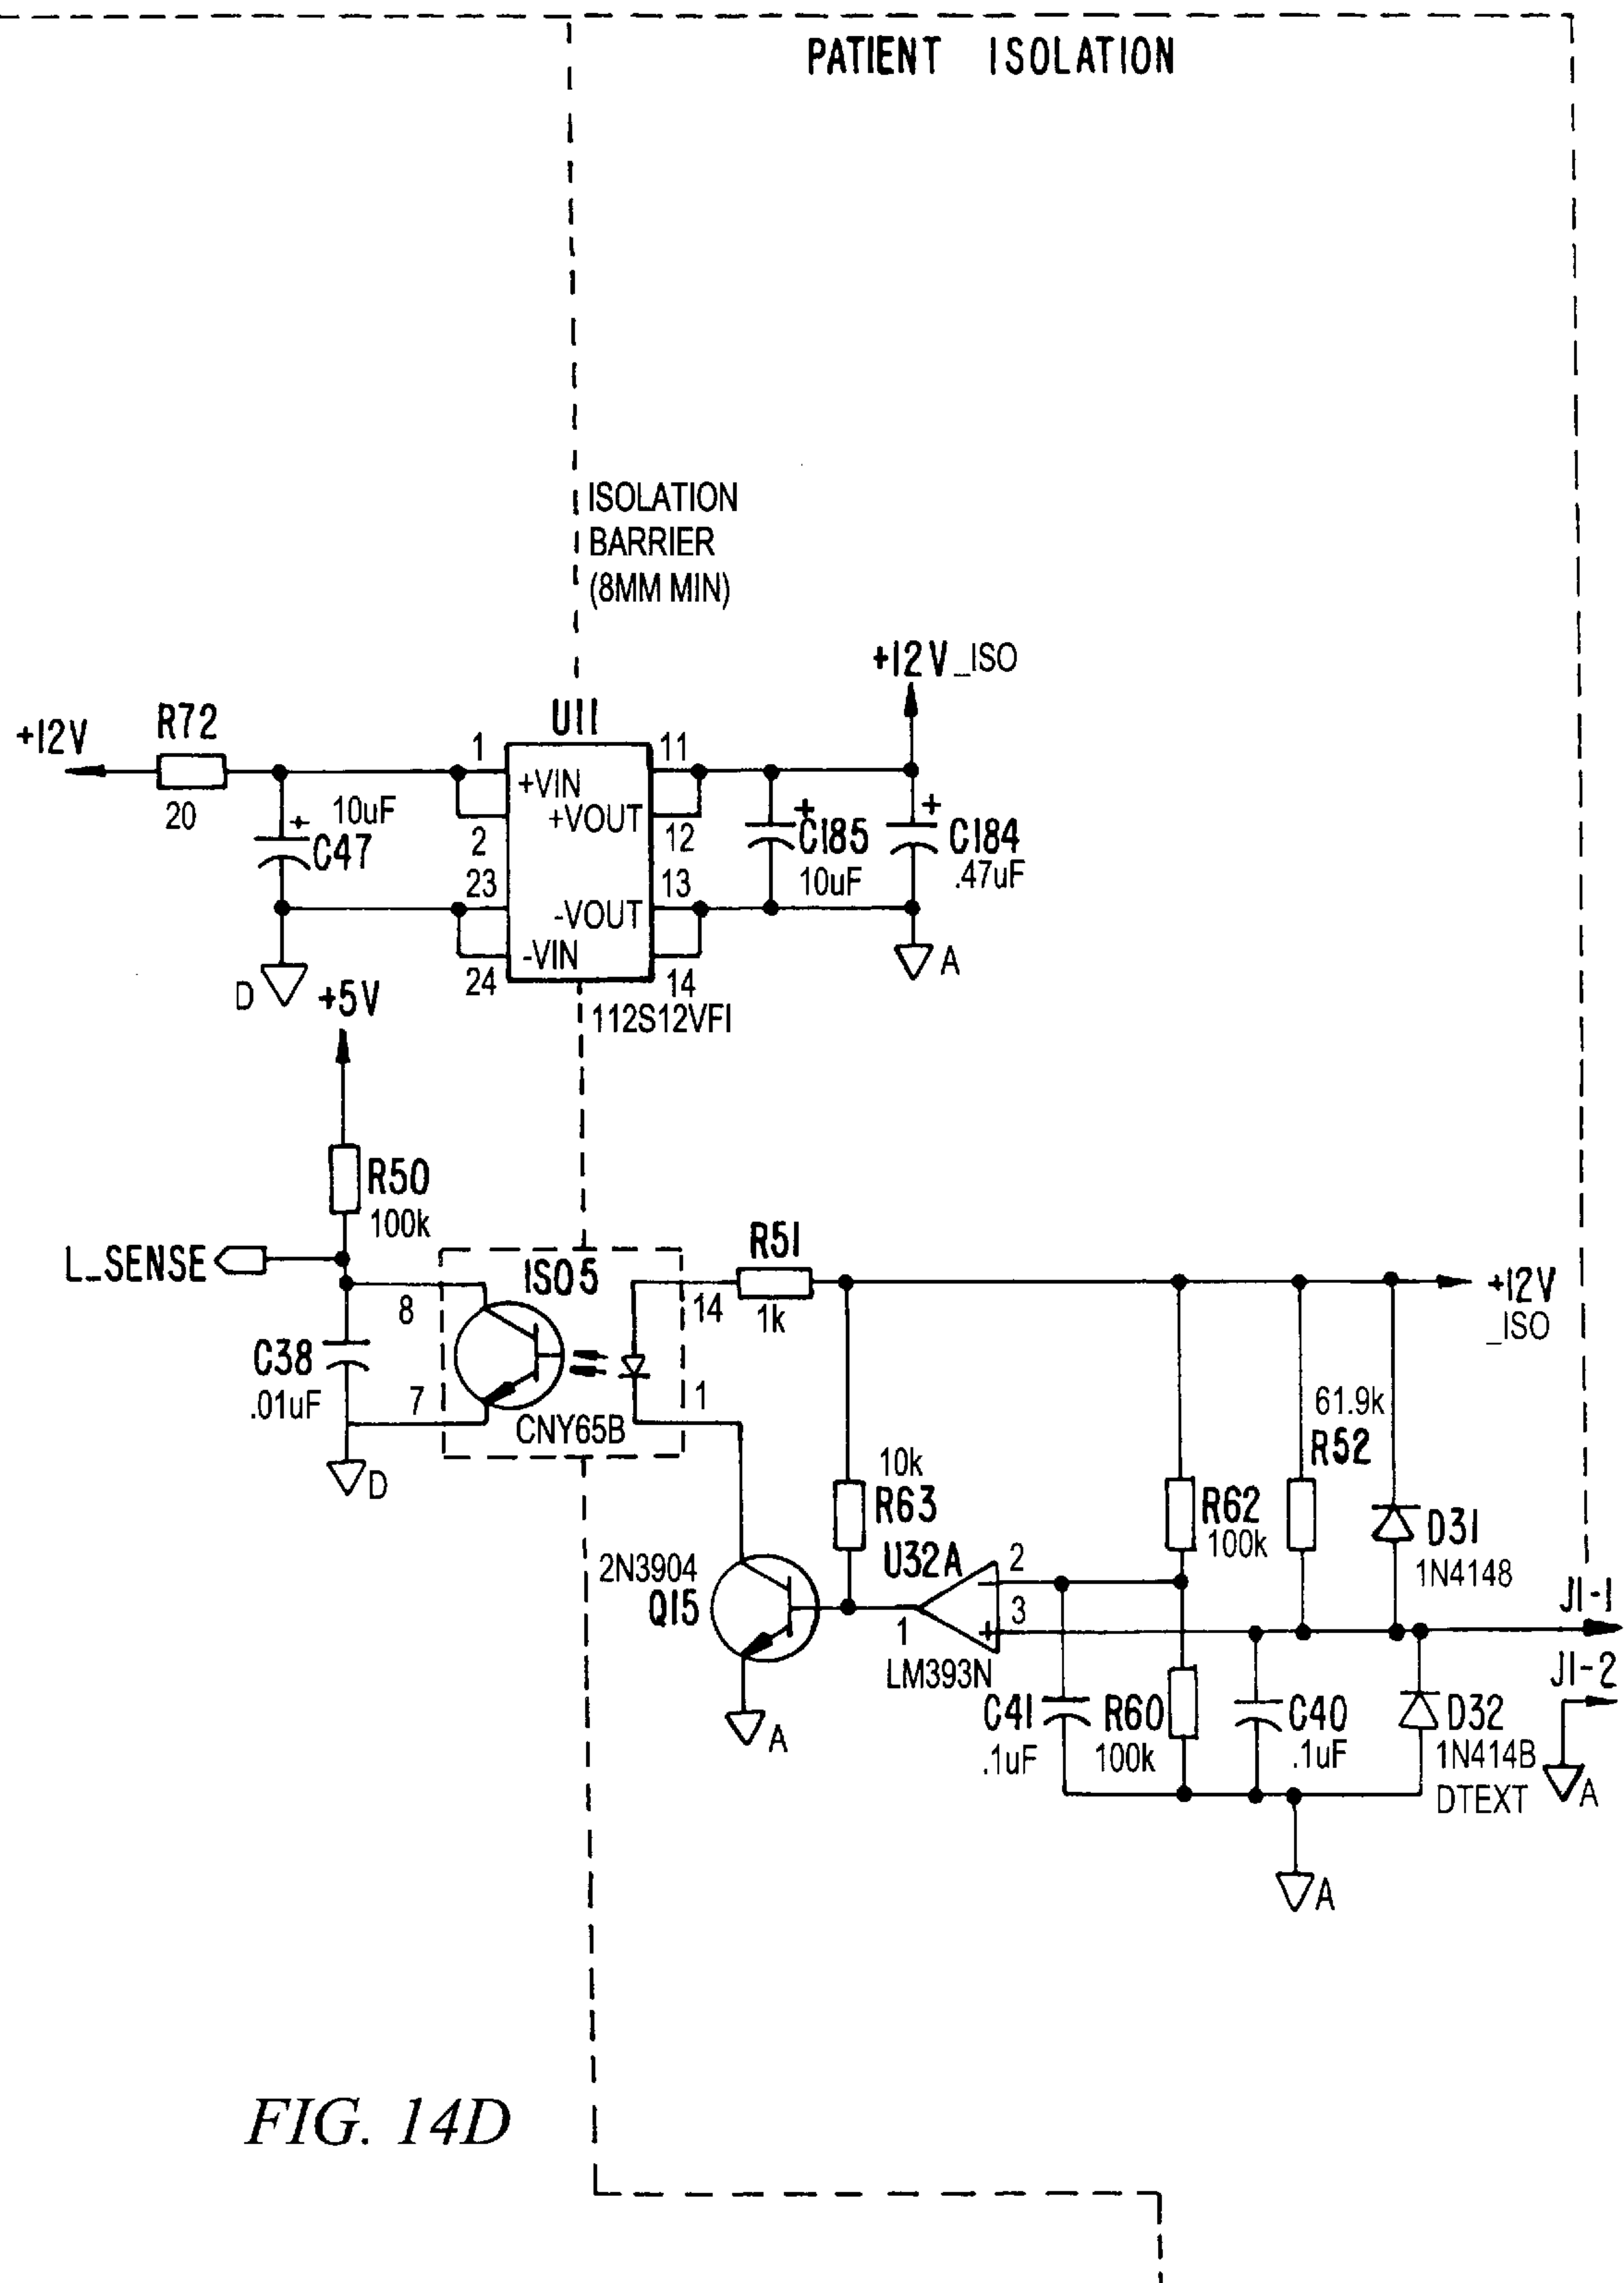 PATIENT ISOLATION
ISOLATION
BARRIER
(8MM MIN)
+12V_ISO
+12V
R72
20
10uF
+
C47
D
U11
1
2
23
24
+VIN
+VOUT
-VOUT
-VIN
11
12
13
14
112S12VFI
+
C185
10uF
+
C184
.47uF
A
+5V
R50
100k
L_SENSE
C38
.01uF
D
8
7
ISO5
CNY65B
14
1
R51
1k
+12V
_ISO
10k
R63
61.9k
R52
R62
100k
D31
1N4148
2N3904
Q15
U32A
2
3
1
LM393N
A
C41
.1uF
R60
100k
C40
.1uF
D32
1N414B
DTEXT
J1-1
J1-2
A
A
FIG. 14D